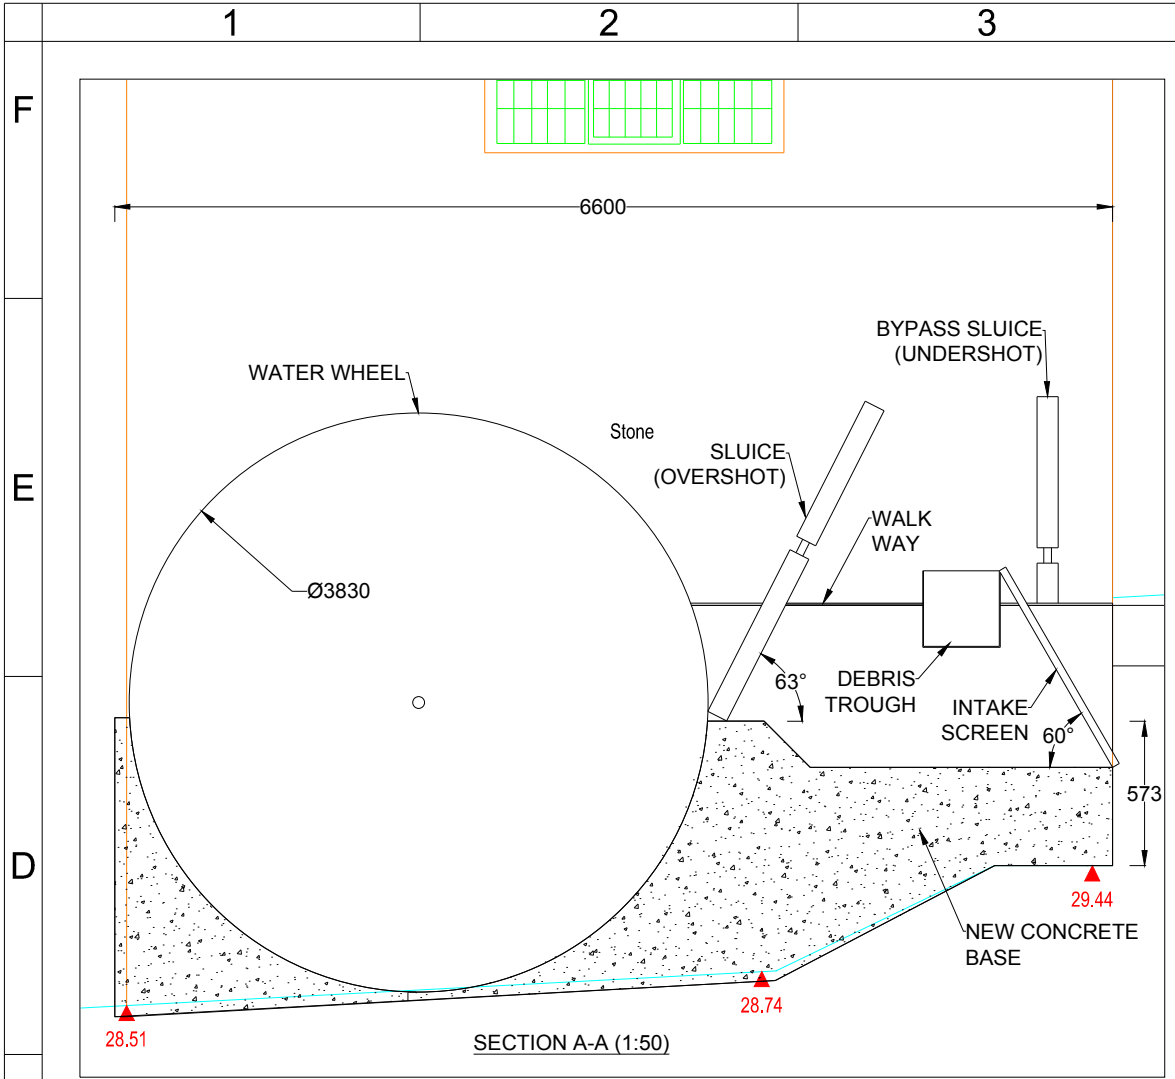 1
2
3
F
6600
BYPASS SLUICE
(UNDERSHOT)
WATER WHEEL
Stone
SLUICE
(OVERSHOT)
E
WALK
WAY
Ø3830
63°
DEBRIS
TROUGH
INTAKE
SCREEN
60°
573
D
29.44
NEW CONCRETE
BASE
28.74
28.51
SECTION A-A (1:50)